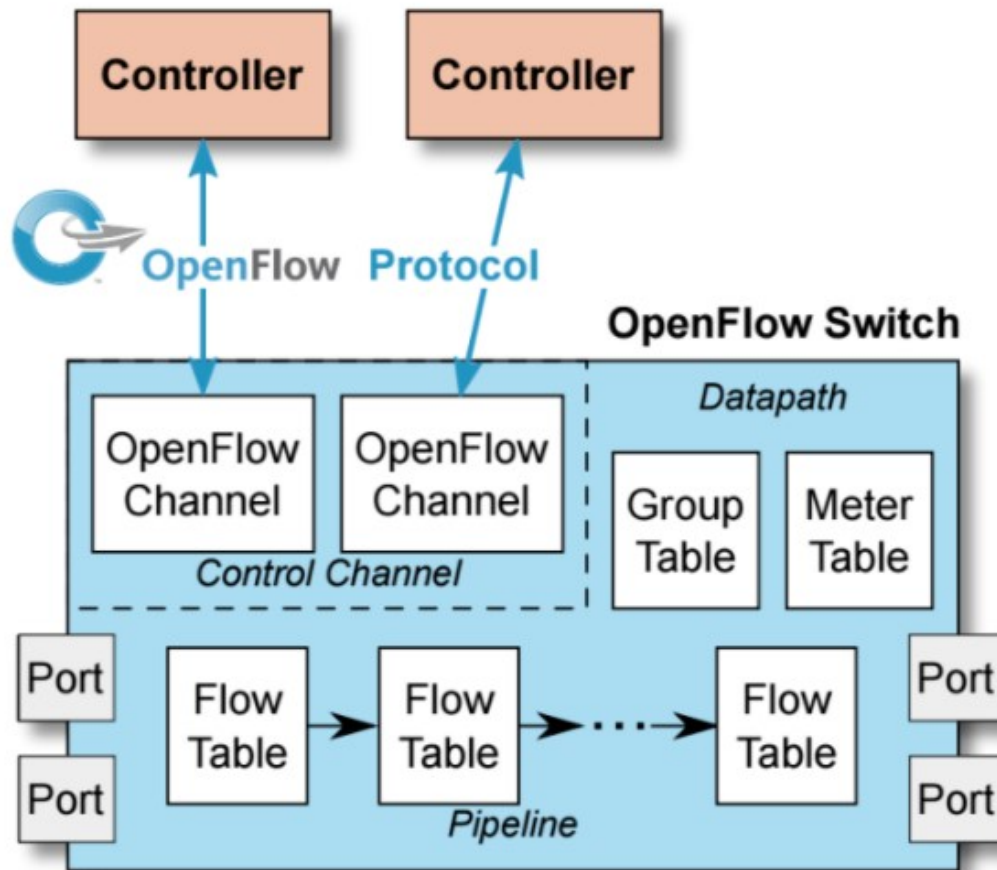 Controller
Controller
OpenFlow Protocol
™
OpenFlow Switch
OpenFlow
Channel
OpenFlow
Channel
Control Channel
Datapath
Group
Table
Meter
Table
Port
Port
Flow
Table
Flow
Table
...
Flow
Table
Pipeline
Port
Port